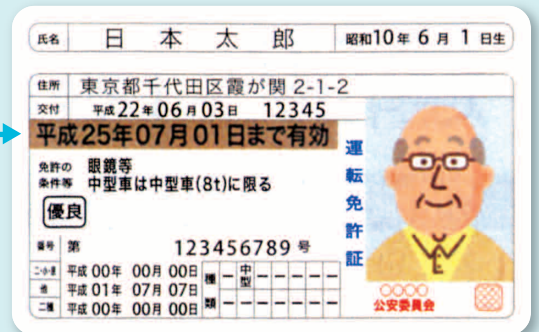 氏名 日本太郎 昭和10年6月1日生
住所 東京都千代田区霞が関 2-1-2
交付 平成22年06月03日 12345
平成25年07月01日まで有効
免許の 眼鏡等
条件等 中型車は中型車(8t)に限る
優良
番号 第 123456789 号
二・小・原 平成00年 00月00日
他 平成01年 07月07日
二種 平成00年 00月00日
種類 中型
運転免許証
公安委員会